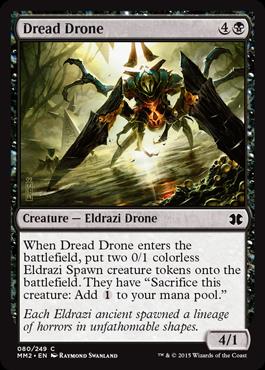 Dread Drone 4
Creature — Eldrazi Drone
When Dread Drone enters the
battlefield, put two 0/1 colorless
Eldrazi Spawn creature tokens onto the
battlefield. They have “Sacrifice this
creature: Add 1 to your mana pool.”
Each Eldrazi ancient spawned a lineage
of horrors in unfathomable shapes.
4/1
080/249 C
MM2 • EN Raymond Swanland
™ & © 2015 Wizards of the Coast